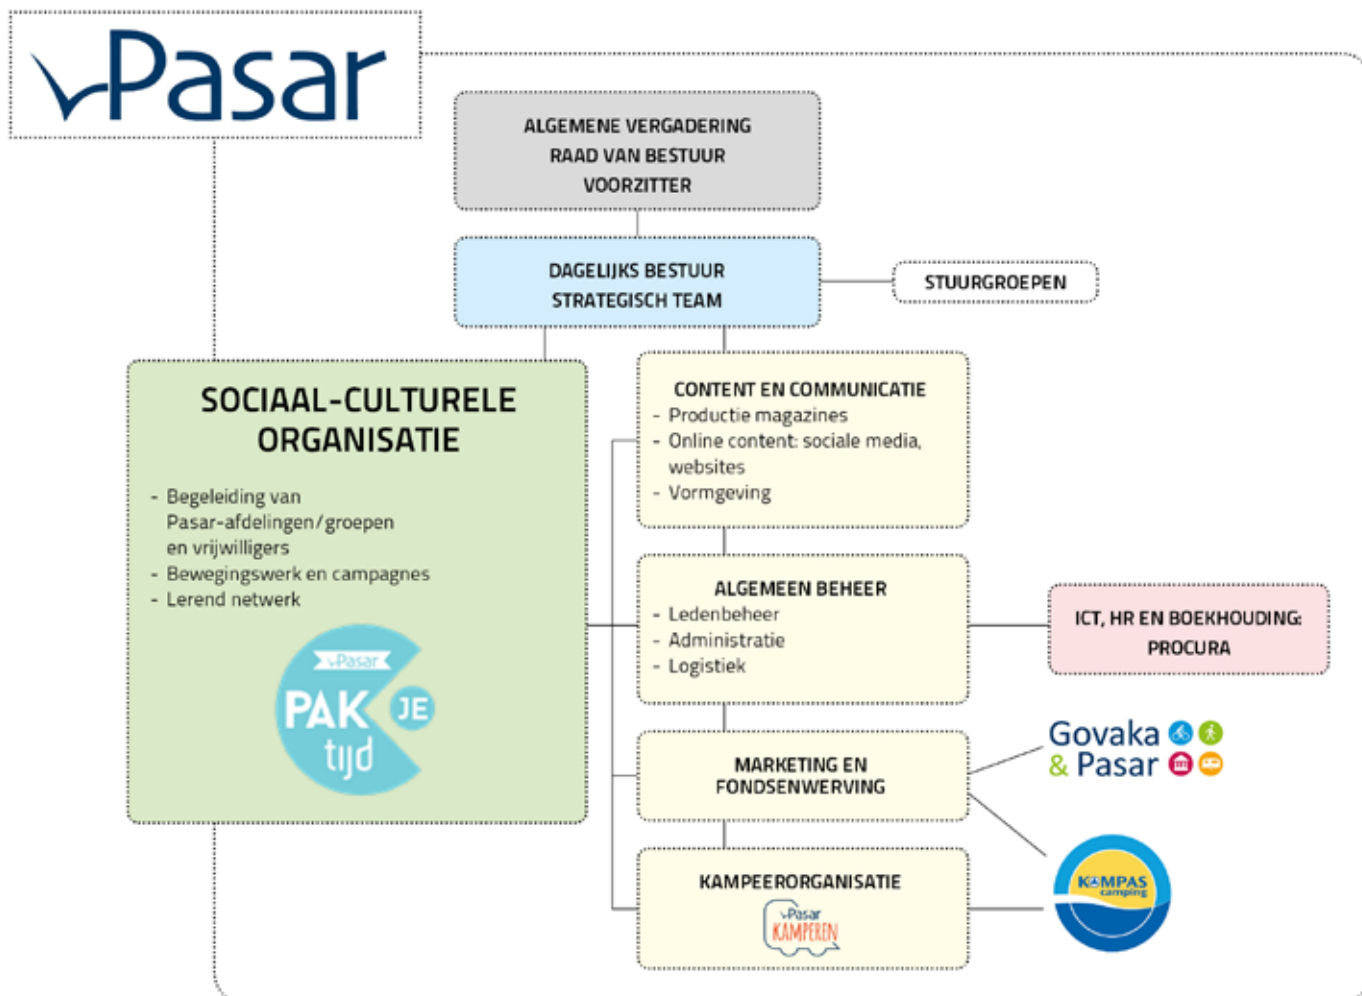 Pasar
ALGEMENE VERGADERING
RAAD VAN BESTUUR
VOORZITTER
DAGELIJKS BESTUUR
STRATEGISCH TEAM
STUURGROEPEN
SOCIAAL-CULTURELE
ORGANISATIE
- Begeleiding van
Pasar-afdelingen/groepen
en vrijwilligers
- Bewegingswerk en campagnes
- Lerend netwerk
Pasar
PAK JE
tijd
CONTENT EN COMMUNICATIE
- Productie magazines
- Online content: sociale media,
websites
- Vormgeving
ALGEMEEN BEHEER
- Ledenbeheer
- Administratie
- Logistiek
ICT, HR EN BOEKHOUDING:
PROCURA
MARKETING EN
FONDSENWERVING
Govaka
& Pasar
KAMPEERORGANISATIE
Pasar
KAMPEREN
KOMPAS
camping